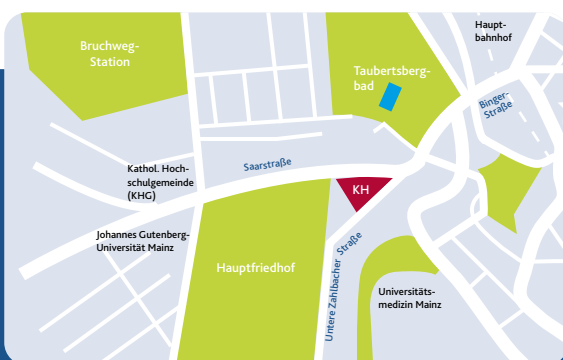 Bruchweg-
Station
Haupt-
bahnhof
Taubertsberg-
bad
Binger-
Straße
Saarstraße
Kathol. Hoch-
schulgemeinde
(KHG)
KH
Johannes Gutenberg-
Universität Mainz
Hauptfriedhof
Untere Zahlbacher Straße
Universitäts-
medizin Mainz